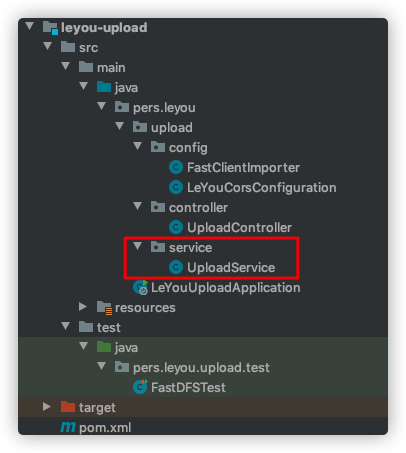 leyou-upload
src
main
java
pers.leyou
upload
config
FastClientImporter
LeYouCorsConfiguration
controller
UploadController
service
UploadService
LeYouUploadApplication
resources
test
java
pers.leyou.upload.test
FastDFSTest
target
pom.xml